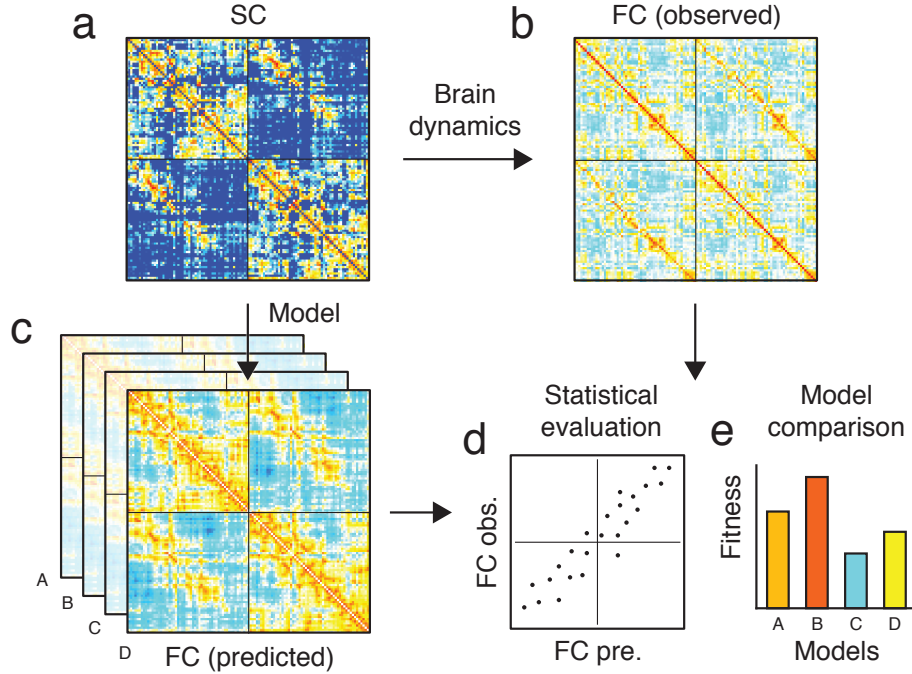 a
SC
b
FC (observed)
Brain
dynamics
c
Model
A
B
C
D
FC (predicted)
d
Statistical
evaluation
FC obs.
FC pre.
e
Model
comparison
Fitness
A
B
C
D
Models